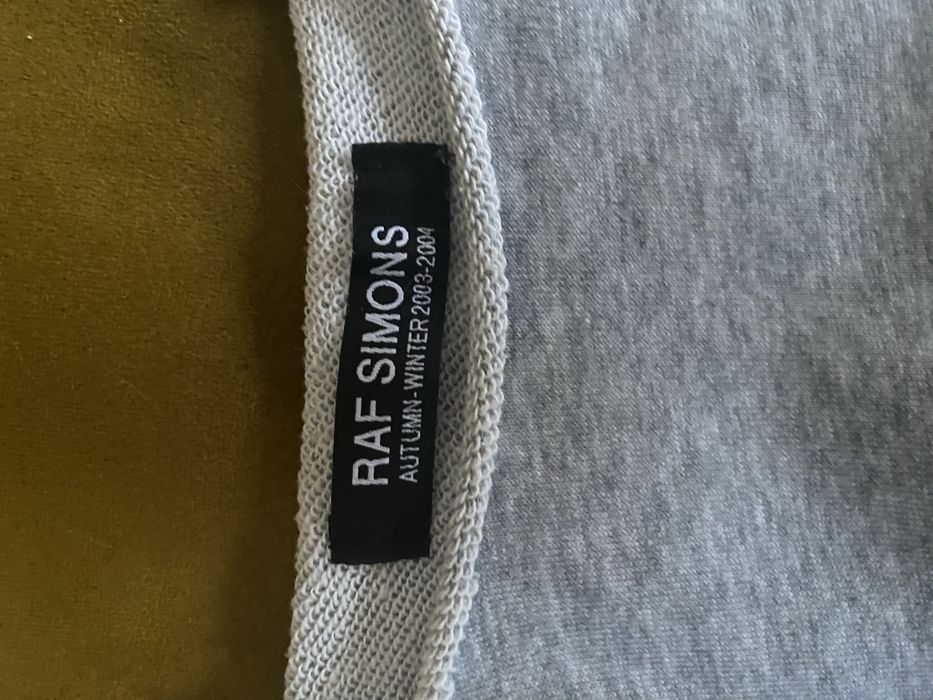 RAF SIMONS
AUTUMN-WINTER 2003-2004